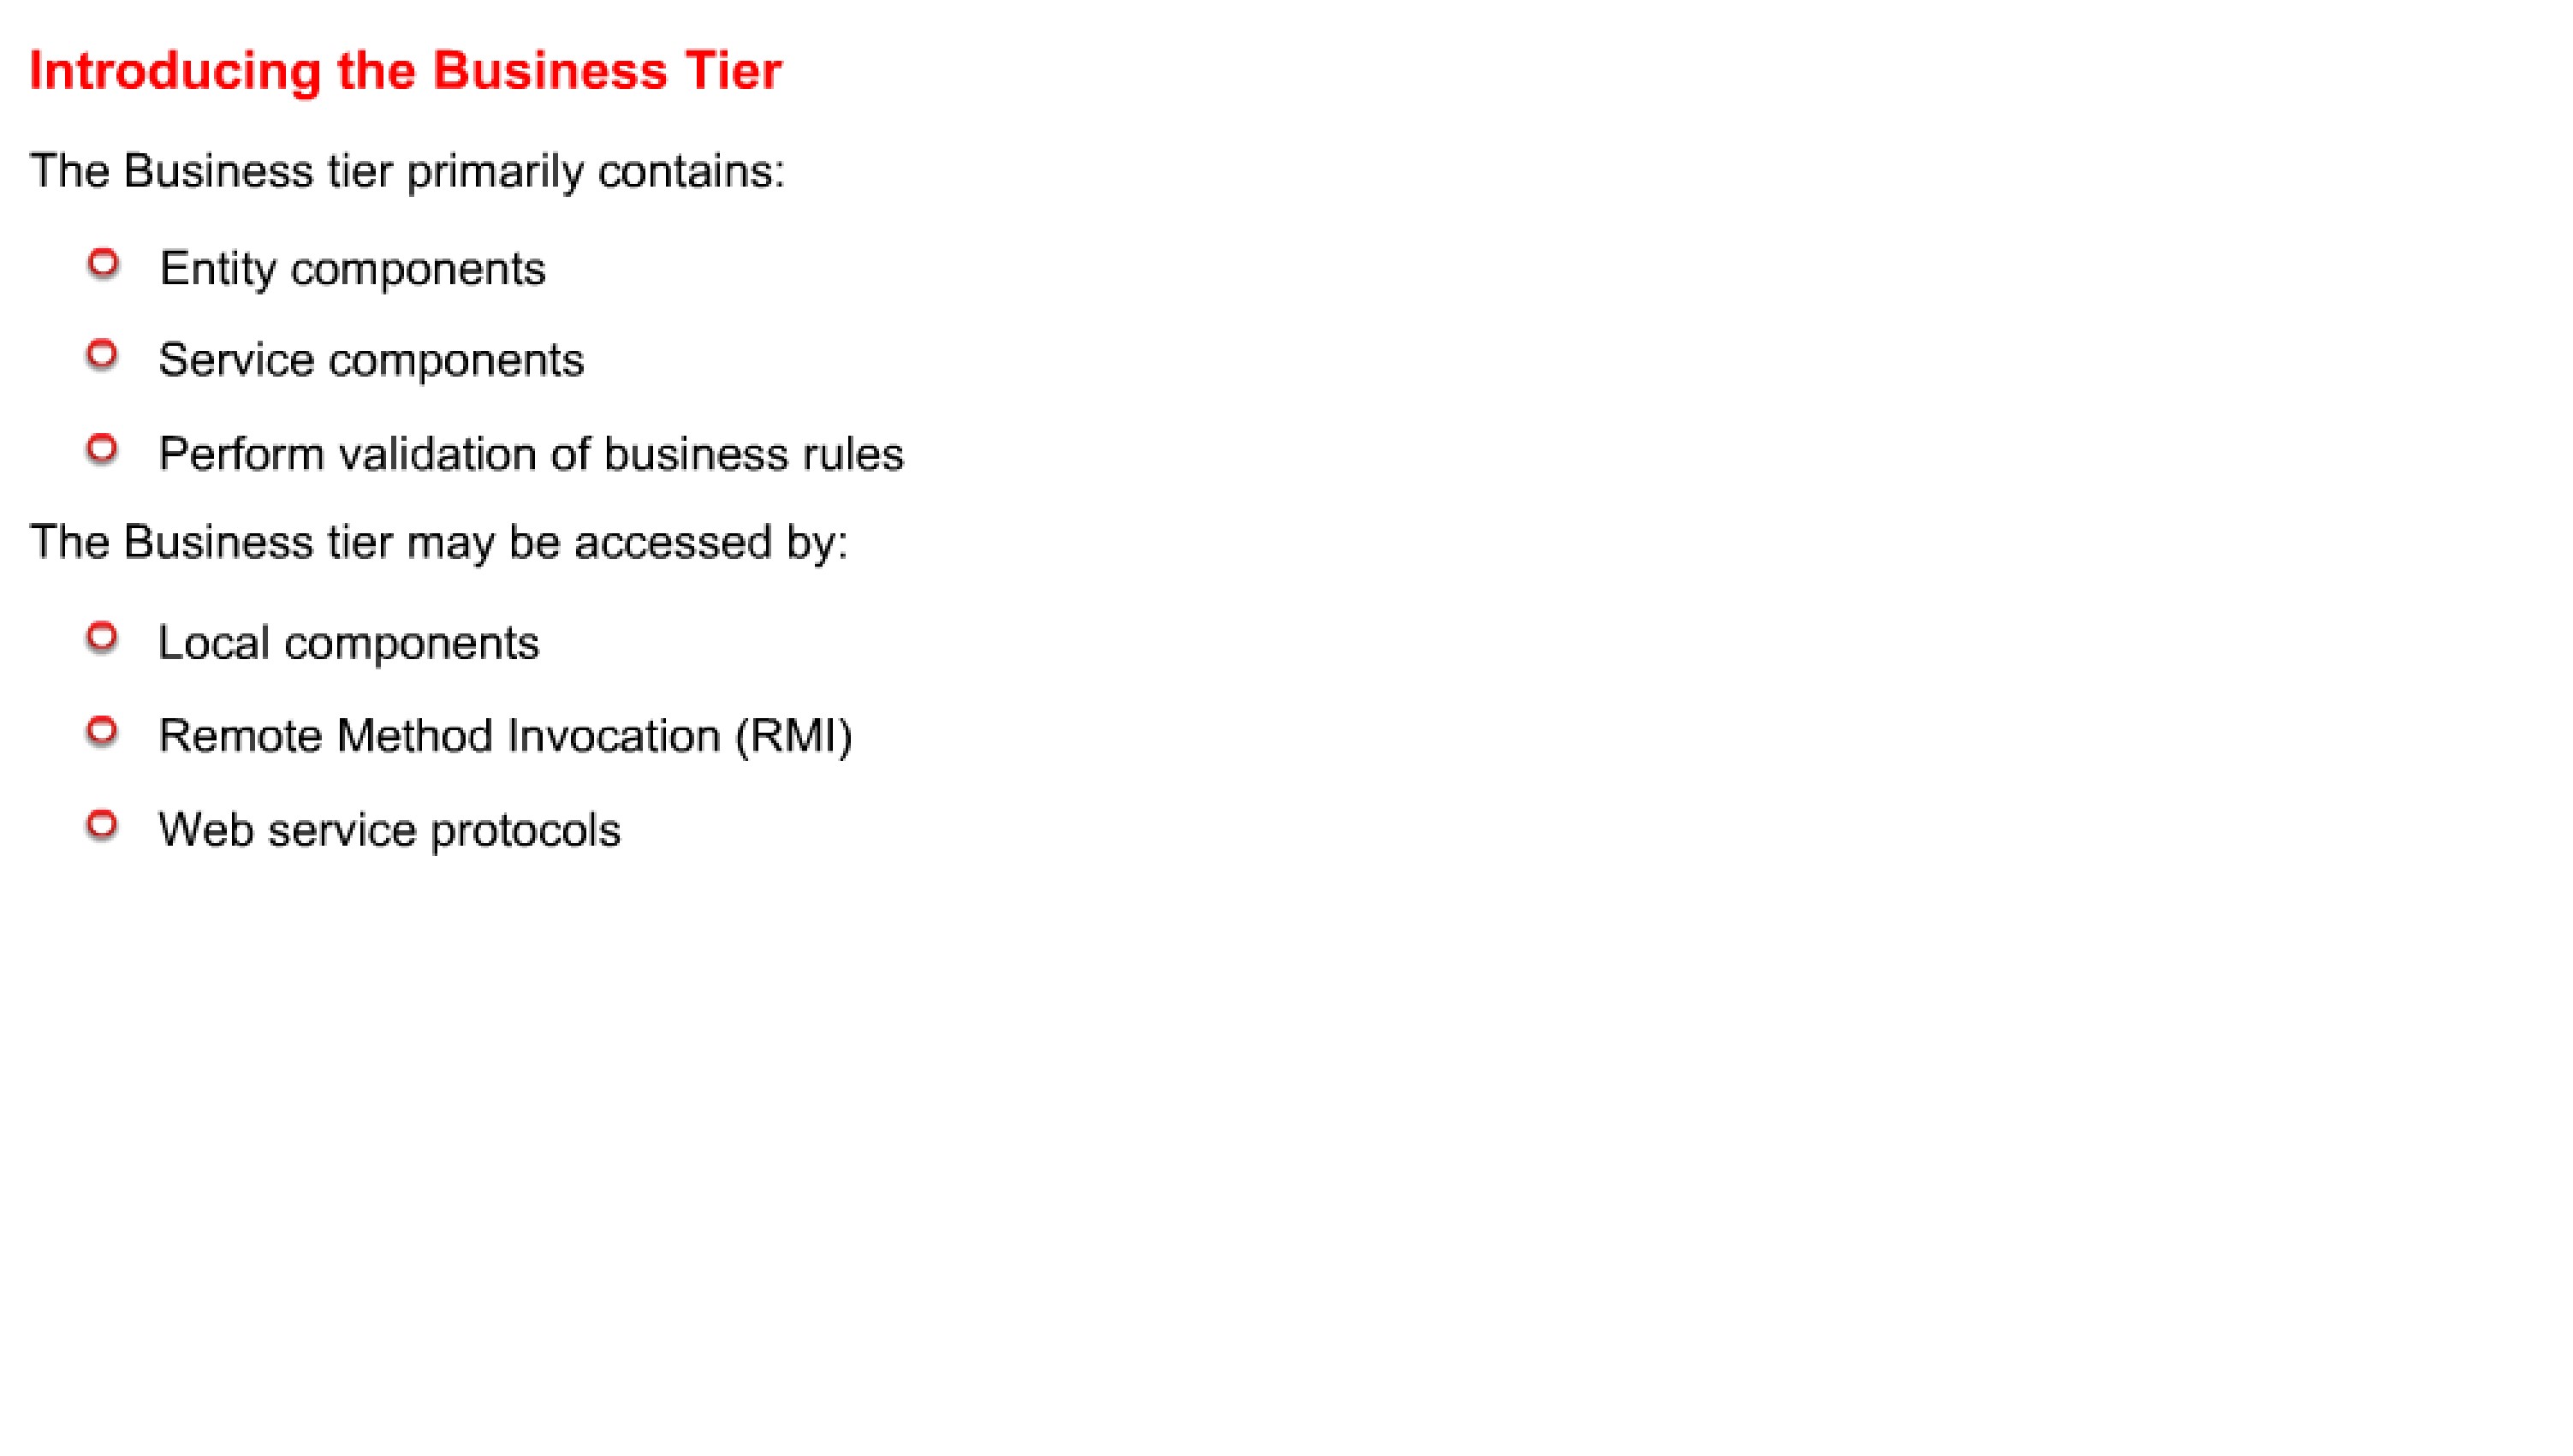 Introducing the Business Tier
The Business tier primarily contains:
Entity components
Service components
Perform validation of business rules
The Business tier may be accessed by:
Local components
Remote Method Invocation (RMI)
Web service protocols